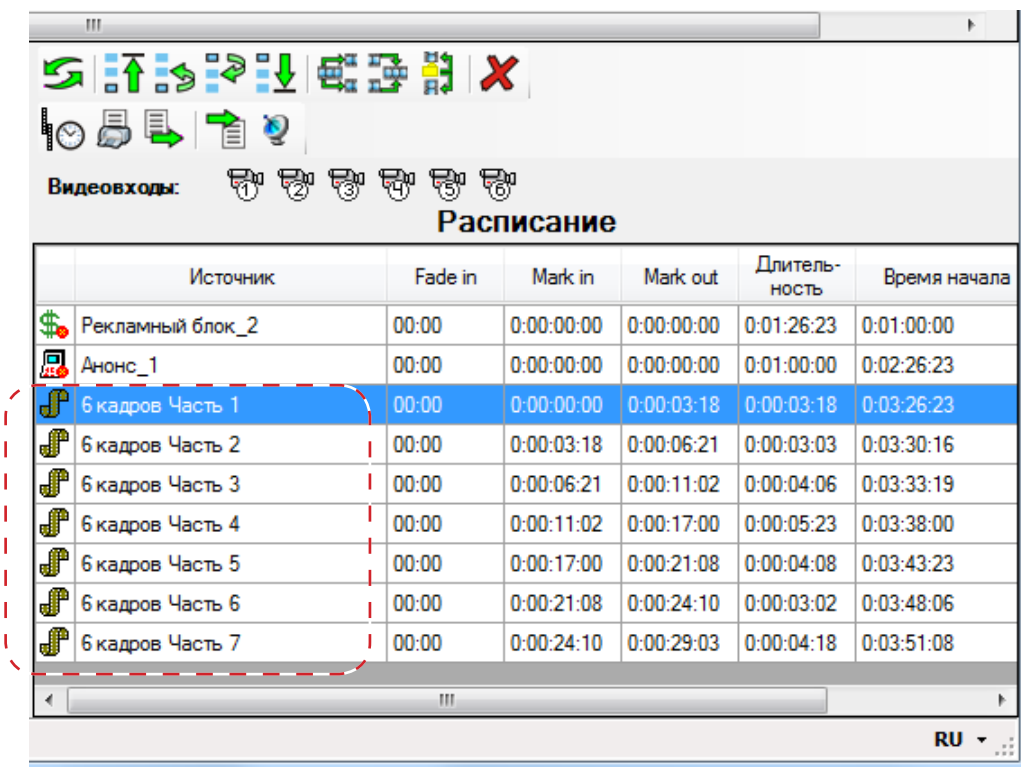 Видеовходы: 1 2 3 4 5 6
Расписание
Источник Fade in Mark in Mark out Длитель-ность Время начала
Рекламный блок_2 00:00 0:00:00:00 0:00:00:00 0:01:26:23 0:01:00:00
Анонс_1 00:00 0:00:00:00 0:00:00:00 0:01:00:00 0:02:26:23
6 кадров Часть 1 00:00 0:00:00:00 0:00:03:18 0:00:03:18 0:03:26:23
6 кадров Часть 2 00:00 0:00:03:18 0:00:06:21 0:00:03:03 0:03:30:16
6 кадров Часть 3 00:00 0:00:06:21 0:00:11:02 0:00:04:06 0:03:33:19
6 кадров Часть 4 00:00 0:00:11:02 0:00:17:00 0:00:05:23 0:03:38:00
6 кадров Часть 5 00:00 0:00:17:00 0:00:21:08 0:00:04:08 0:03:43:23
6 кадров Часть 6 00:00 0:00:21:08 0:00:24:10 0:00:03:02 0:03:48:06
6 кадров Часть 7 00:00 0:00:24:10 0:00:29:03 0:00:04:18 0:03:51:08
RU